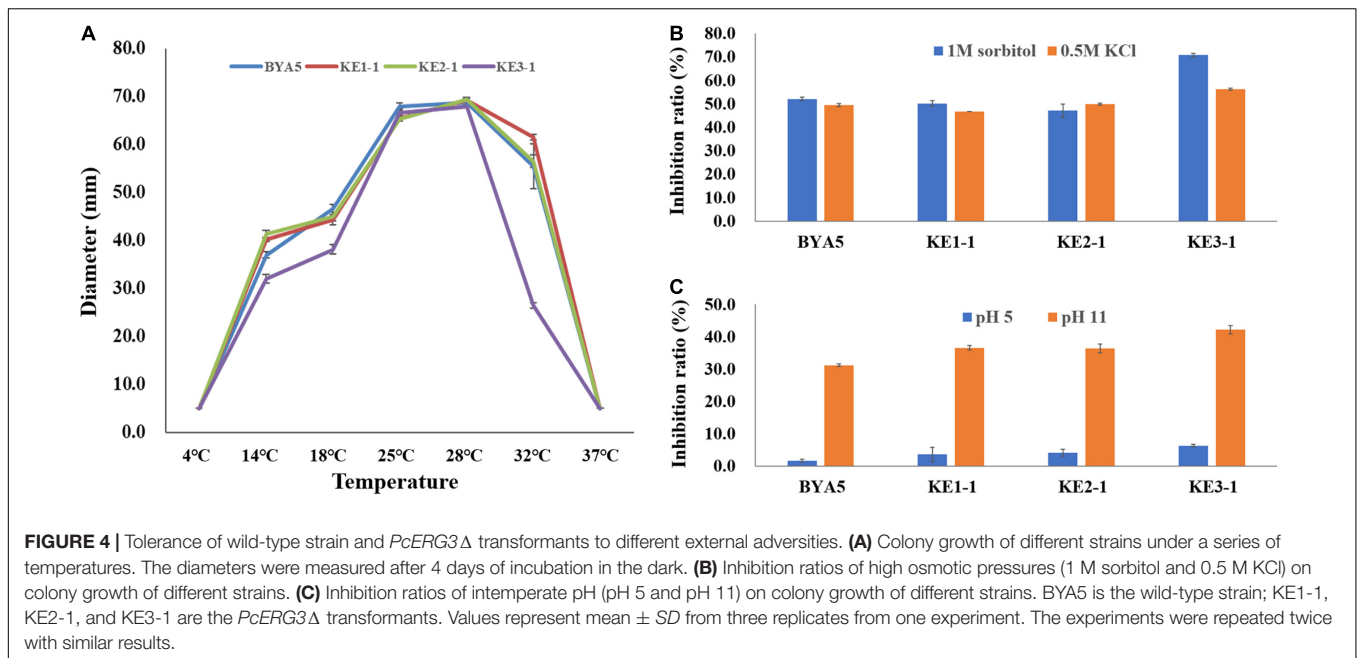 A
80.0
70.0
60.0
50.0
40.0
30.0
20.0
10.0
0.0
Diameter (mm)
BYA5 KE1-1 KE2-1 KE3-1
4°C 14°C 18°C 25°C 28°C 32°C 37°C
Temperature
B
80.0
70.0
60.0
50.0
40.0
30.0
20.0
10.0
0.0
Inhibition ratio (%)
1M sorbitol 0.5M KCl
BYA5 KE1-1 KE2-1 KE3-1
C
50.0
40.0
30.0
20.0
10.0
0.0
Inhibition ratio (%)
pH 5 pH 11
BYA5 KE1-1 KE2-1 KE3-1
FIGURE 4 | Tolerance of wild-type strain and PcERG3Δ transformants to different external adversities. (A) Colony growth of different strains under a series of
temperatures. The diameters were measured after 4 days of incubation in the dark. (B) Inhibition ratios of high osmotic pressures (1 M sorbitol and 0.5 M KCl) on
colony growth of different strains. (C) Inhibition ratios of intemperate pH (pH 5 and pH 11) on colony growth of different strains. BYA5 is the wild-type strain; KE1-1,
KE2-1, and KE3-1 are the PcERG3Δ transformants. Values represent mean ± SD from three replicates from one experiment. The experiments were repeated twice
with similar results.